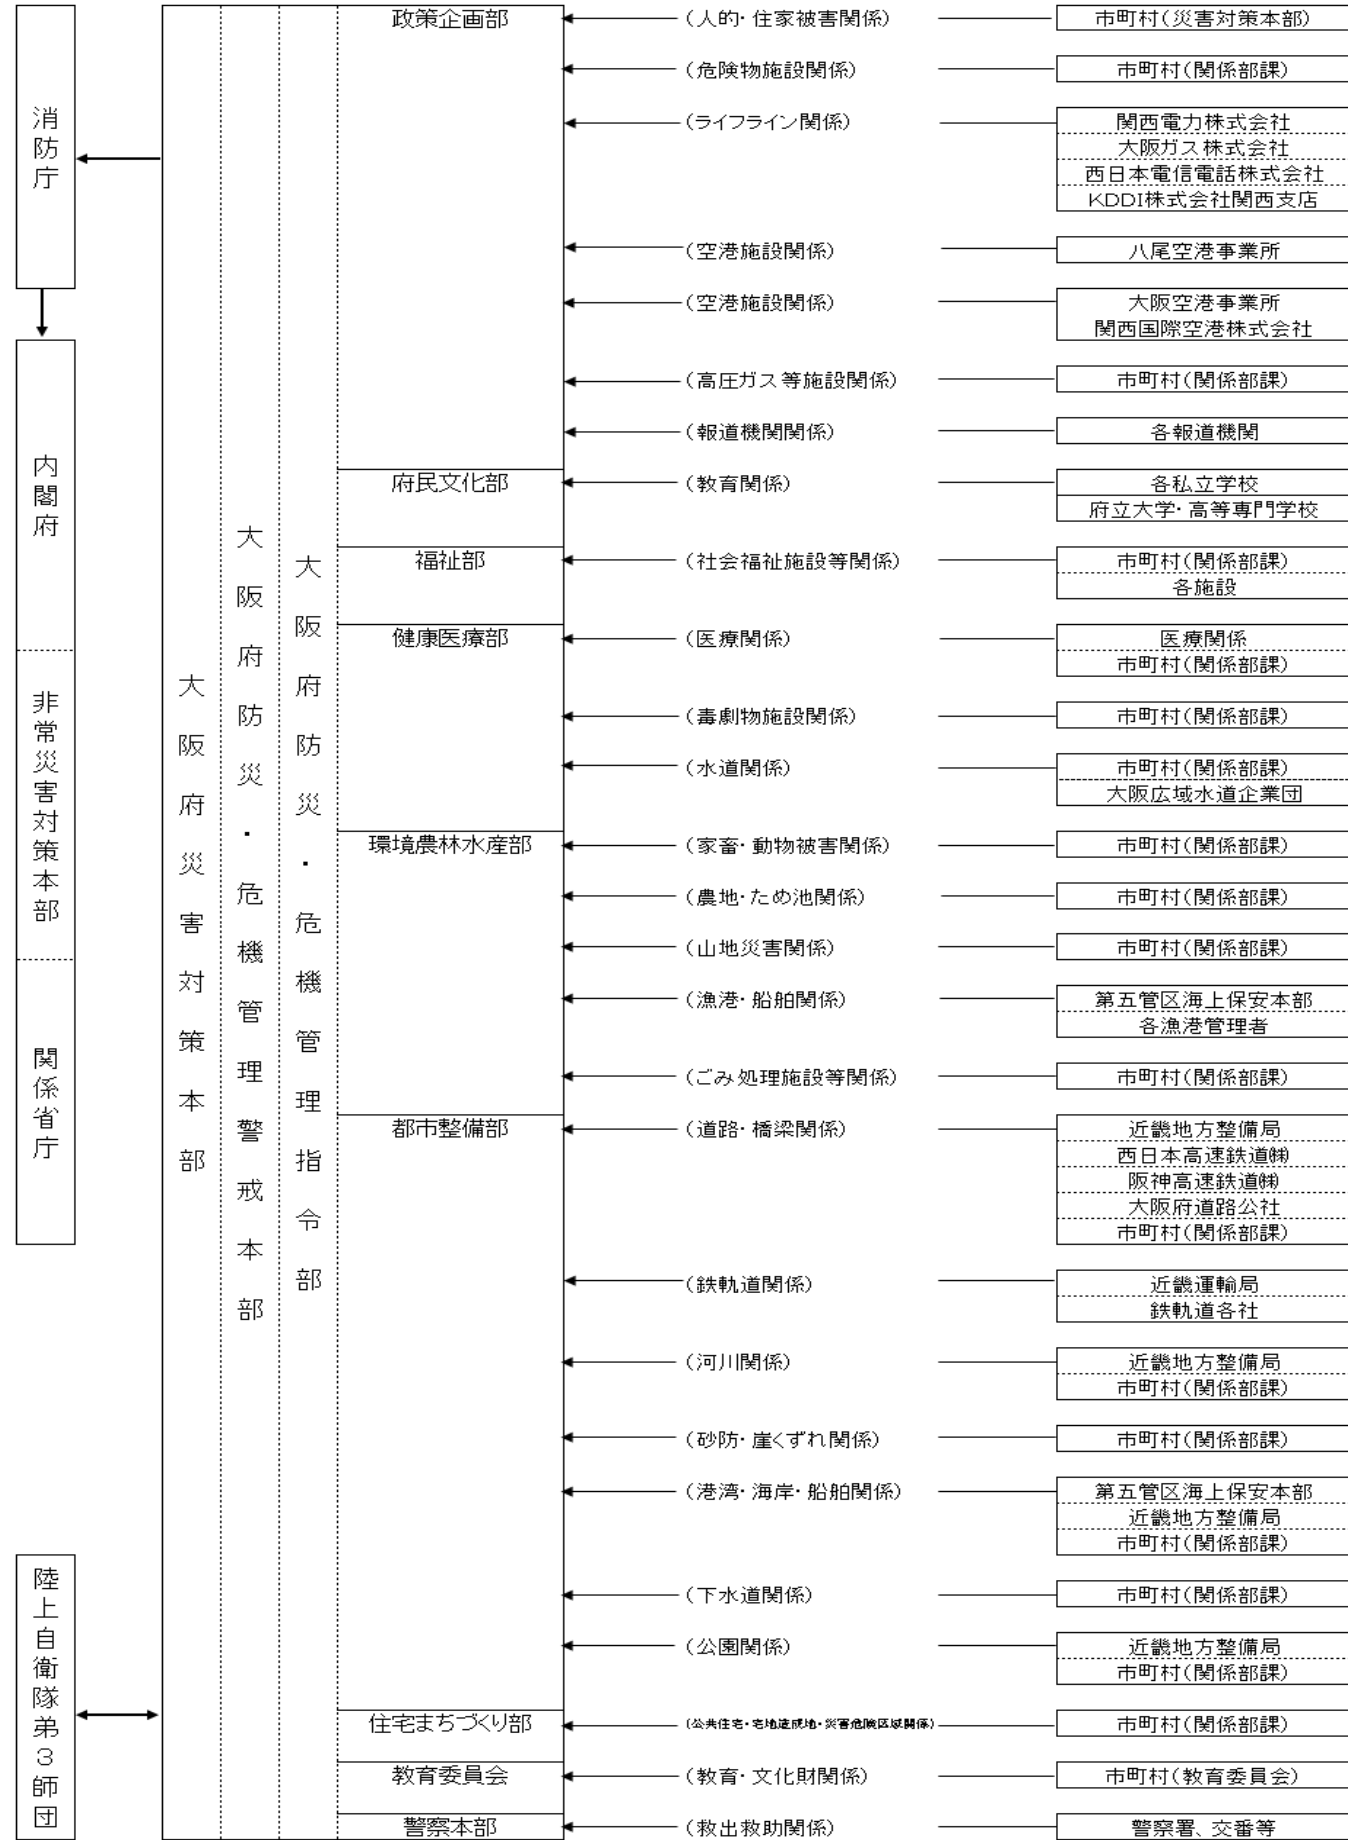 消防庁
内閣府
非常災害対策本部
関係省庁
陸上自衛隊弟3師団
大阪府災害対策本部
大阪府防災・危機管理警戒本部
大阪府防災・危機管理指令部
政策企画部
(人的・住家被害関係)
市町村(災害対策本部)
(危険物施設関係)
市町村(関係部課)
(ライフライン関係)
関西電力株式会社
大阪ガス株式会社
西日本電信電話株式会社
KDDI株式会社関西支店
(空港施設関係)
八尾空港事業所
(空港施設関係)
大阪空港事業所
関西国際空港株式会社
(高圧ガス等施設関係)
市町村(関係部課)
(報道機関関係)
各報道機関
府民文化部
(教育関係)
各私立学校
府立大学・高等専門学校
福祉部
(社会福祉施設等関係)
市町村(関係部課)
各施設
健康医療部
(医療関係)
医療関係
市町村(関係部課)
(毒劇物施設関係)
市町村(関係部課)
(水道関係)
市町村(関係部課)
大阪広域水道企業団
環境農林水産部
(家畜・動物被害関係)
市町村(関係部課)
(農地・ため池関係)
市町村(関係部課)
(山地災害関係)
市町村(関係部課)
(漁港・船舶関係)
第五管区海上保安本部
各漁港管理者
(ごみ処理施設等関係)
市町村(関係部課)
都市整備部
(道路・橋梁関係)
近畿地方整備局
西日本高速鉄道㈱
阪神高速鉄道㈱
大阪府道路公社
市町村(関係部課)
(鉄軌道関係)
近畿運輸局
鉄軌道各社
(河川関係)
近畿地方整備局
市町村(関係部課)
(砂防・崖くずれ関係)
市町村(関係部課)
(港湾・海岸・船舶関係)
第五管区海上保安本部
近畿地方整備局
市町村(関係部課)
(下水道関係)
市町村(関係部課)
(公園関係)
近畿地方整備局
市町村(関係部課)
住宅まちづくり部
(公共住宅・宅地造成地・災害危険区域関係)
市町村(関係部課)
教育委員会
(教育・文化財関係)
市町村(教育委員会)
警察本部
(救出救助関係)
警察署、交番等